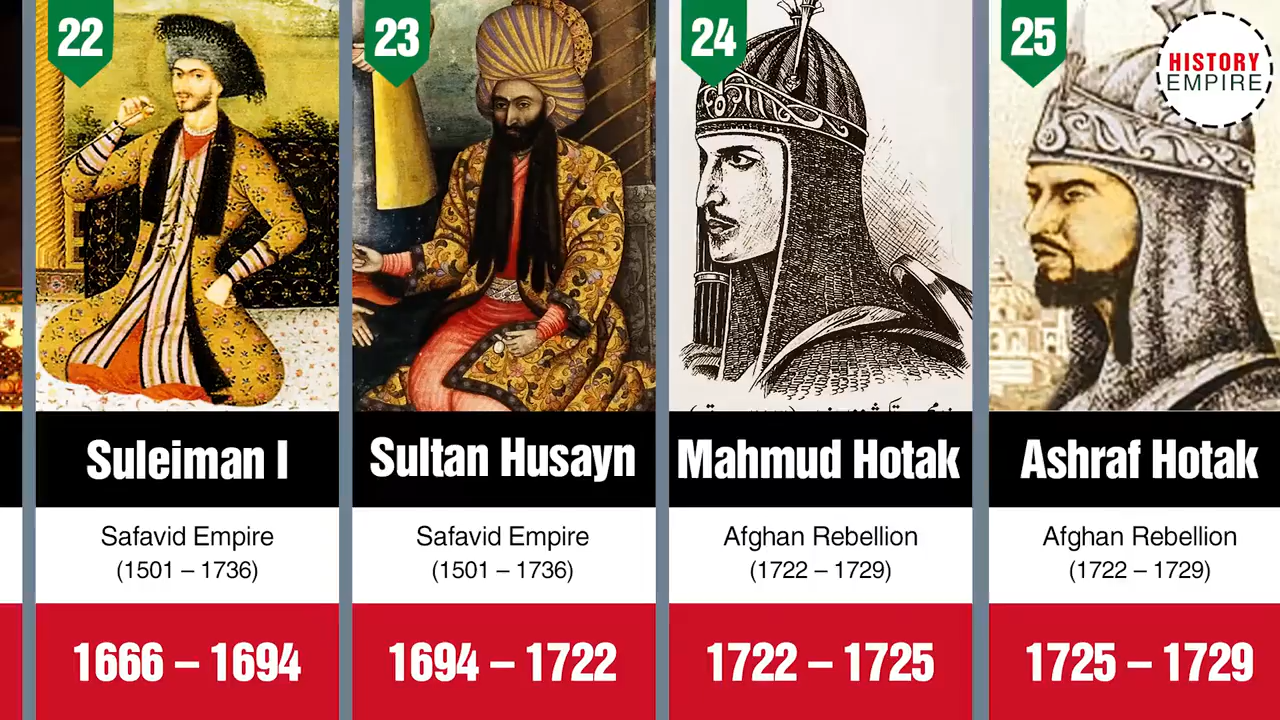 22
23
24
25
HISTORY
EMPIRE
Suleiman I
Sultan Husayn
Mahmud Hotak
Ashraf Hotak
Safavid Empire
(1501 – 1736)
Safavid Empire
(1501 – 1736)
Afghan Rebellion
(1722 – 1729)
Afghan Rebellion
(1722 – 1729)
1666 – 1694
1694 – 1722
1722 – 1725
1725 – 1729